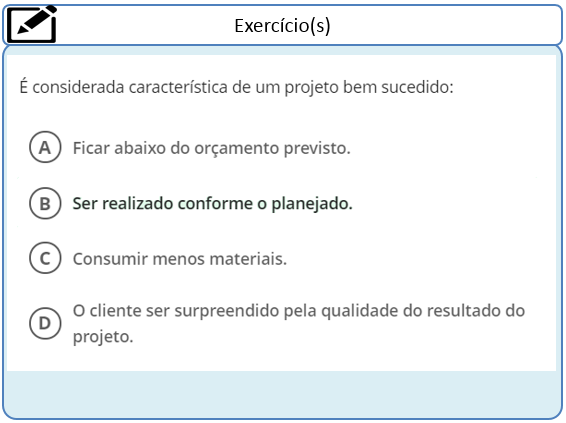 Exercício(s)
É considerada característica de um projeto bem sucedido:
A Ficar abaixo do orçamento previsto.
B Ser realizado conforme o planejado.
C Consumir menos materiais.
D O cliente ser surpreendido pela qualidade do resultado do
projeto.